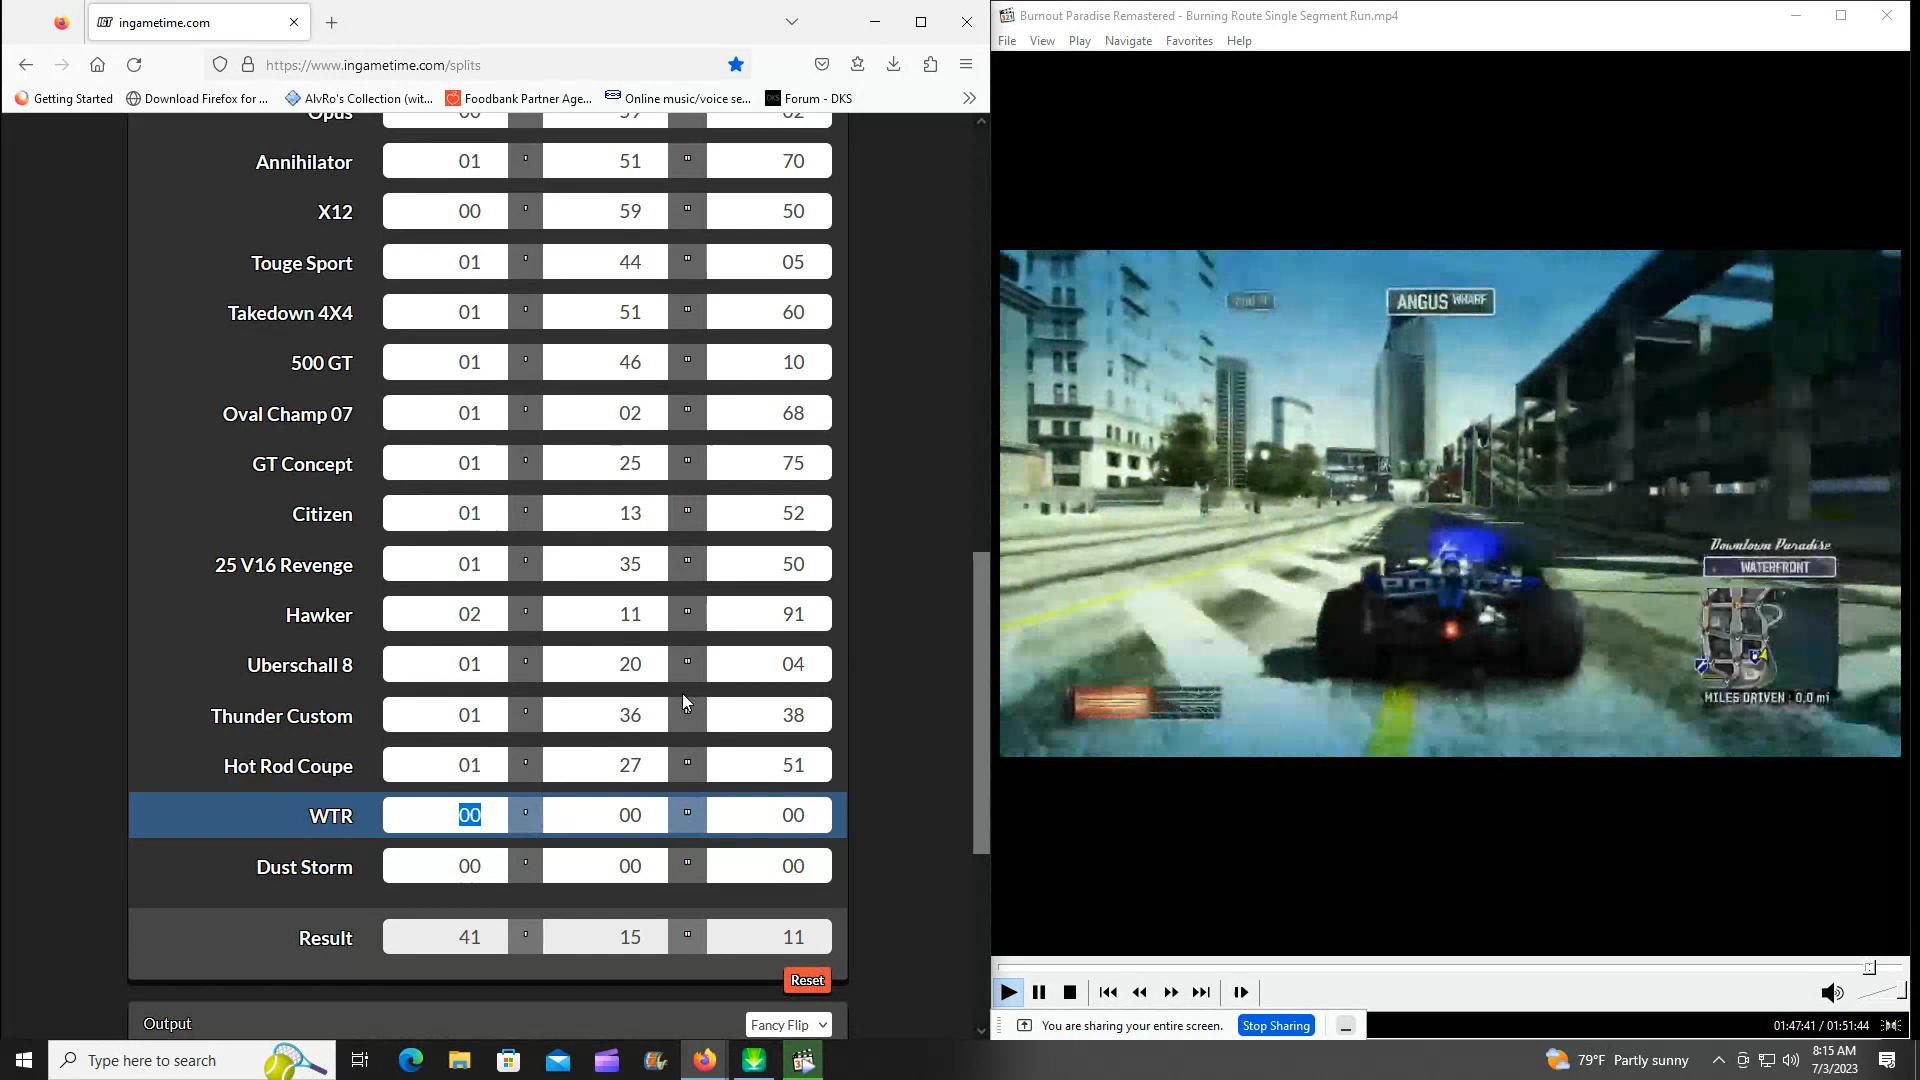 ingametime.com
Burnout Paradise Remastered - Burning Route Single Segment Run.mp4
File View Play Navigate Favorites Help
https://www.ingametime.com/splits
Getting Started Download Firefox for ... AlvRo's Collection (wit... Foodbank Partner Age... Online music/voice se... Forum - DKS
Opus 00 59 02
Annihilator 01 ' 51 " 70
X12 00 ' 59 " 50
Touge Sport 01 ' 44 " 05
Takedown 4X4 01 ' 51 " 60
500 GT 01 ' 46 " 10
Oval Champ 07 01 ' 02 " 68
GT Concept 01 ' 25 " 75
Citizen 01 ' 13 " 52
25 V16 Revenge 01 ' 35 " 50
Hawker 02 ' 11 " 91
Uberschall 8 01 ' 20 " 04
Thunder Custom 01 ' 36 " 38
Hot Rod Coupe 01 ' 27 " 51
WTR 00 ' 00 " 00
Dust Storm 00 ' 00 " 00
Result 41 ' 15 " 11
Reset
Output Fancy Flip
ANGUS WHARF
POLICE
Downtown Paradise
WATERFRONT
MILES DRIVEN : 0.0 mi
You are sharing your entire screen. Stop Sharing
01:47:41 / 01:51:44
Type here to search
79°F Partly sunny
8:15 AM
7/3/2023